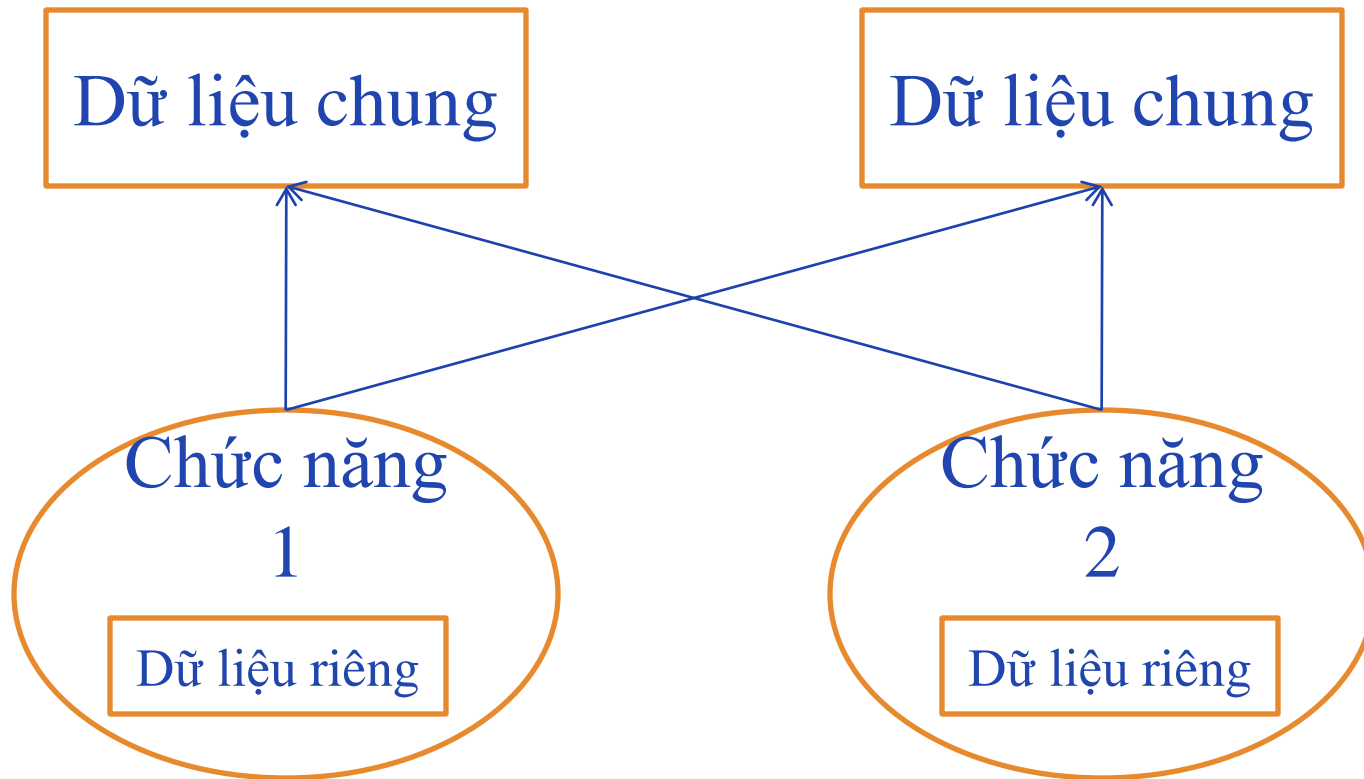 Dữ liệu chung
Dữ liệu chung
Chức năng
1
Dữ liệu riêng
Chức năng
2
Dữ liệu riêng